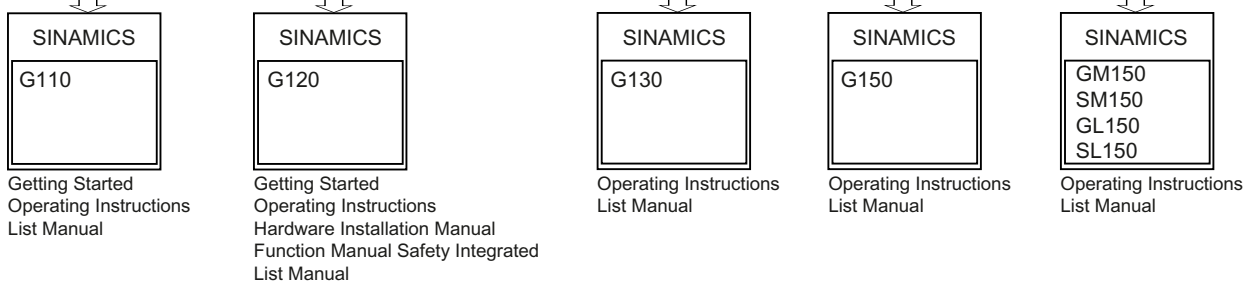 SINAMICS
G110
Getting Started
Operating Instructions
List Manual
SINAMICS
G120
Getting Started
Operating Instructions
Hardware Installation Manual
Function Manual Safety Integrated
List Manual
SINAMICS
G130
Operating Instructions
List Manual
SINAMICS
G150
Operating Instructions
List Manual
SINAMICS
GM150
SM150
GL150
SL150
Operating Instructions
List Manual